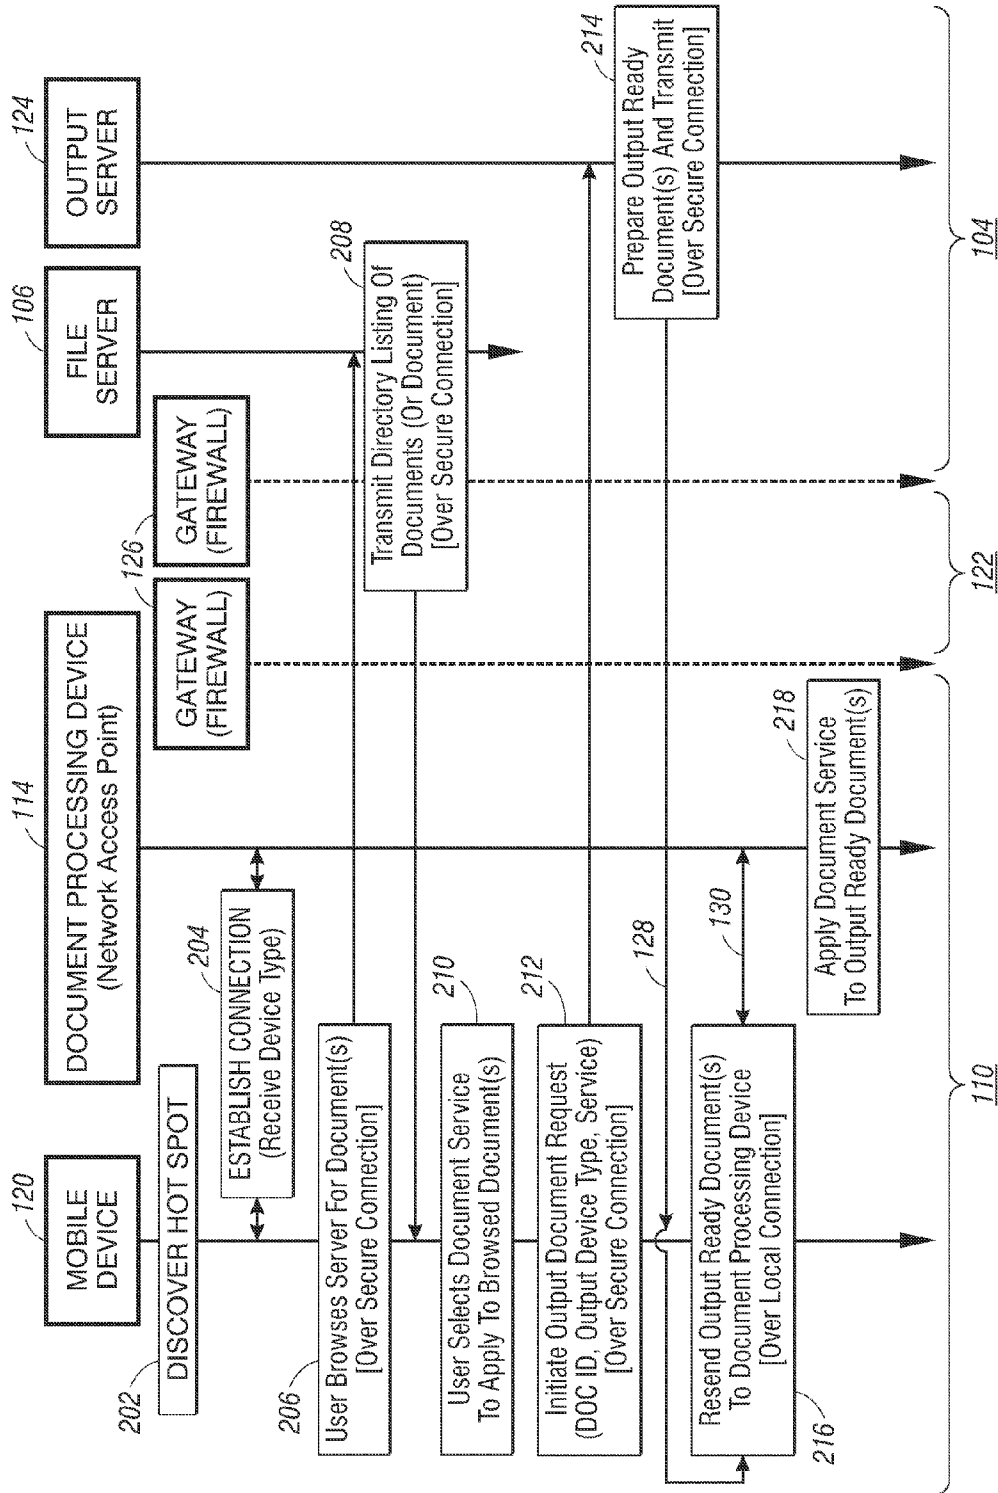 120
MOBILE
DEVICE
114
DOCUMENT PROCESSING DEVICE
(Network Access Point)
106
FILE
SERVER
124
OUTPUT
SERVER
126
GATEWAY
(FIREWALL)
GATEWAY
(FIREWALL)
202
DISCOVER HOT SPOT
204
ESTABLISH CONNECTION
(Receive Device Type)
206
User Browses Server For Document(s)
[Over Secure Connection]
208
Transmit Directory Listing Of
Documents (Or Document)
[Over Secure Connection]
210
User Selects Document Service
To Apply To Browsed Document(s)
212
Initiate Output Document Request
(DOC ID, Output Device Type, Service)
[Over Secure Connection]
214
Prepare Output Ready
Document(s) And Transmit
[Over Secure Connection]
128
216
Resend Output Ready Document(s)
To Document Processing Device
[Over Local Connection]
130
218
Apply Document Service
To Output Ready Document(s)
110
122
104